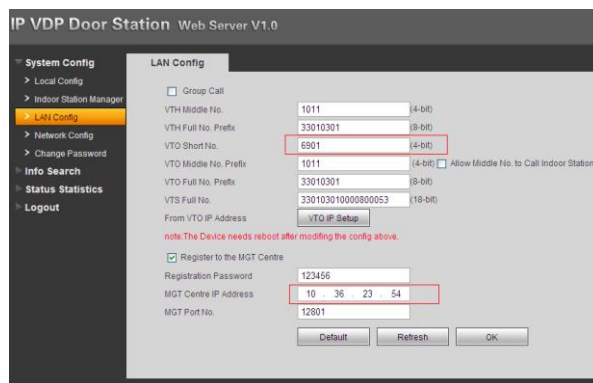 IP VDP Door Station Web Server V1.0
System Config
> Local Config
> Indoor Station Manager
> LAN Config
> Network Config
> Change Password
Info Search
Status Statistics
Logout
LAN Config
Group Call
VTH Middle No. 1011 (4-bit)
VTH Full No. Prefix 33010301 (8-bit)
VTO Short No. 6901 (4-bit)
VTO Middle No. Prefix 1011 (4-bit) Allow Middle No. to Call Indoor Station
VTO Full No. Prefix 33010301 (8-bit)
VTS Full No. 330103010000800053 (18-bit)
From VTO IP Address VTO IP Setup
note:The Device needs reboot after modifing the config above.
Register to the MGT Centre
Registration Password 123456
MGT Centre IP Address 10 . 36 . 23 . 54
MGT Port No. 12801
Default Refresh OK